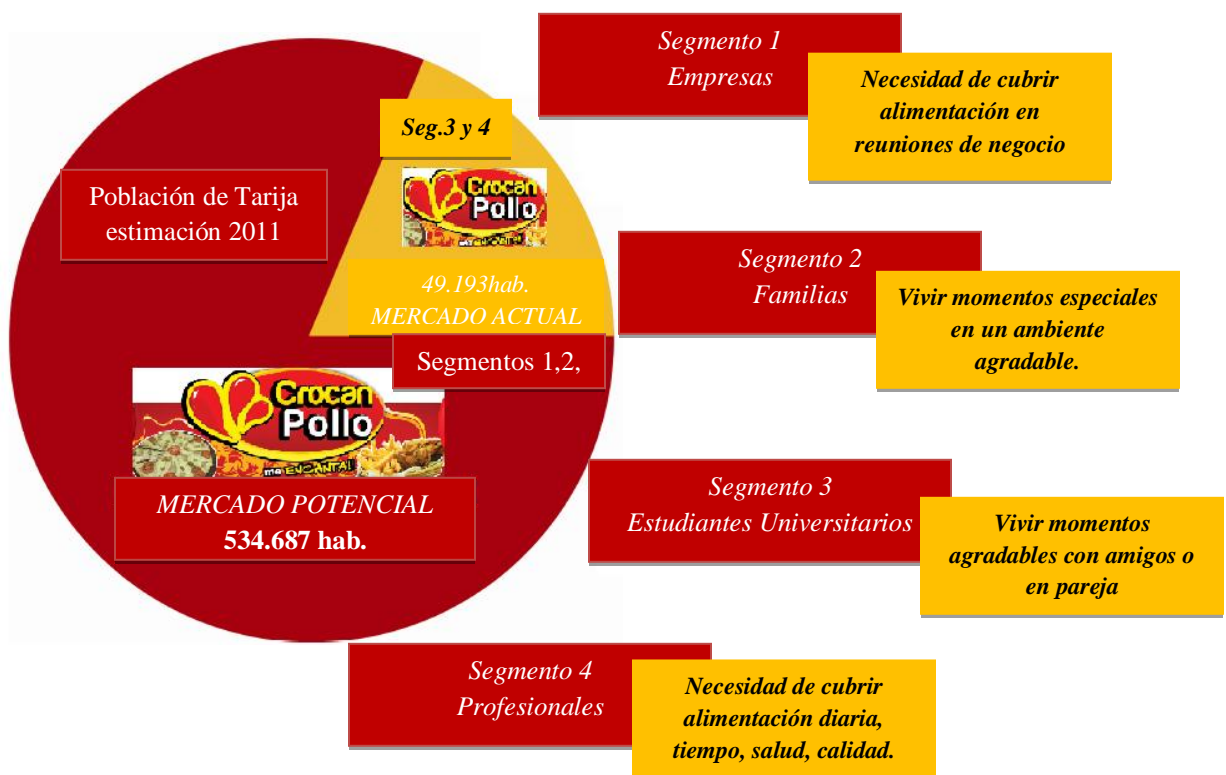 Segmento 1
Empresas
Necesidad de cubrir
alimentación en
reuniones de negocio
Seg.3 y 4
Crocan
Pollo
Población de Tarija
estimación 2011
49.193hab.
MERCADO ACTUAL
Segmentos 1,2,
Segmento 2
Familias
Vivir momentos especiales
en un ambiente
agradable.
Crocan
Pollo
me ENCANTA!
MERCADO POTENCIAL
534.687 hab.
Segmento 3
Estudiantes Universitarios
Vivir momentos
agradables con amigos o
en pareja
Segmento 4
Profesionales
Necesidad de cubrir
alimentación diaria,
tiempo, salud, calidad.